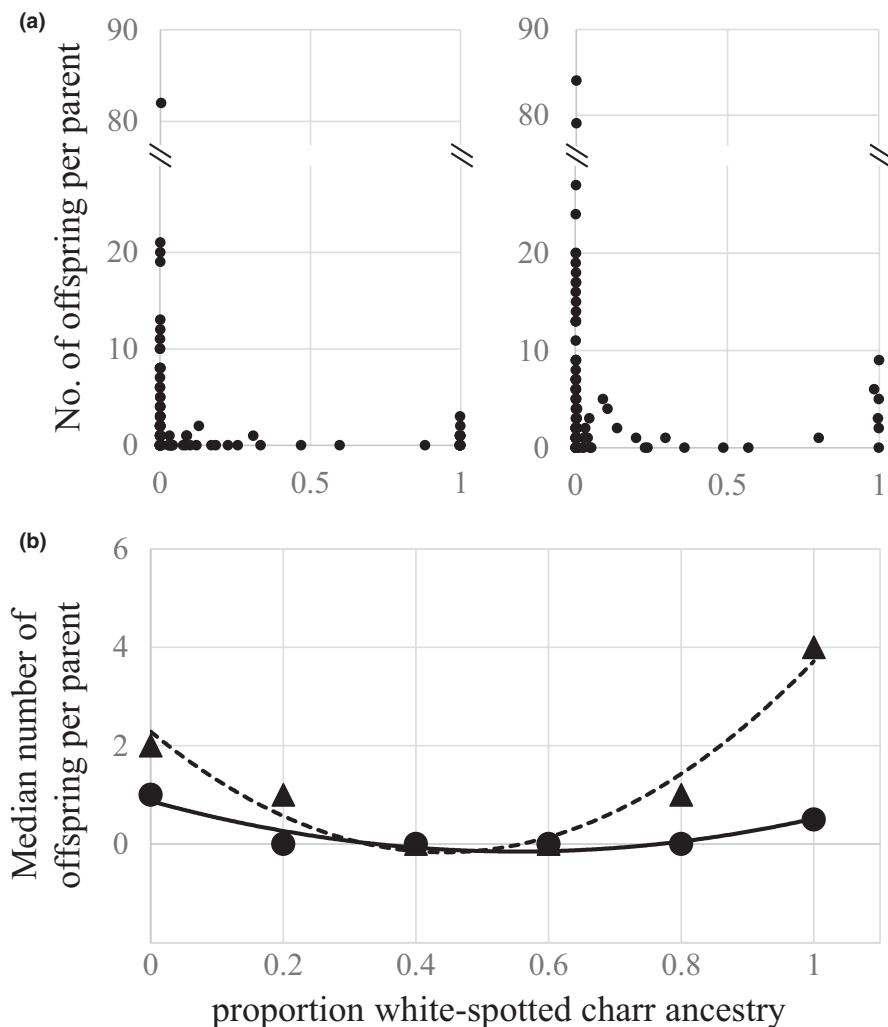 (a)
No. of offspring per parent
90
80
20
10
0
0 0.5 1
90
80
20
10
0
0 0.5 1
(b)
Median number of
offspring per parent
6
4
2
0
0 0.2 0.4 0.6 0.8 1
proportion white-spotted charr ancestry